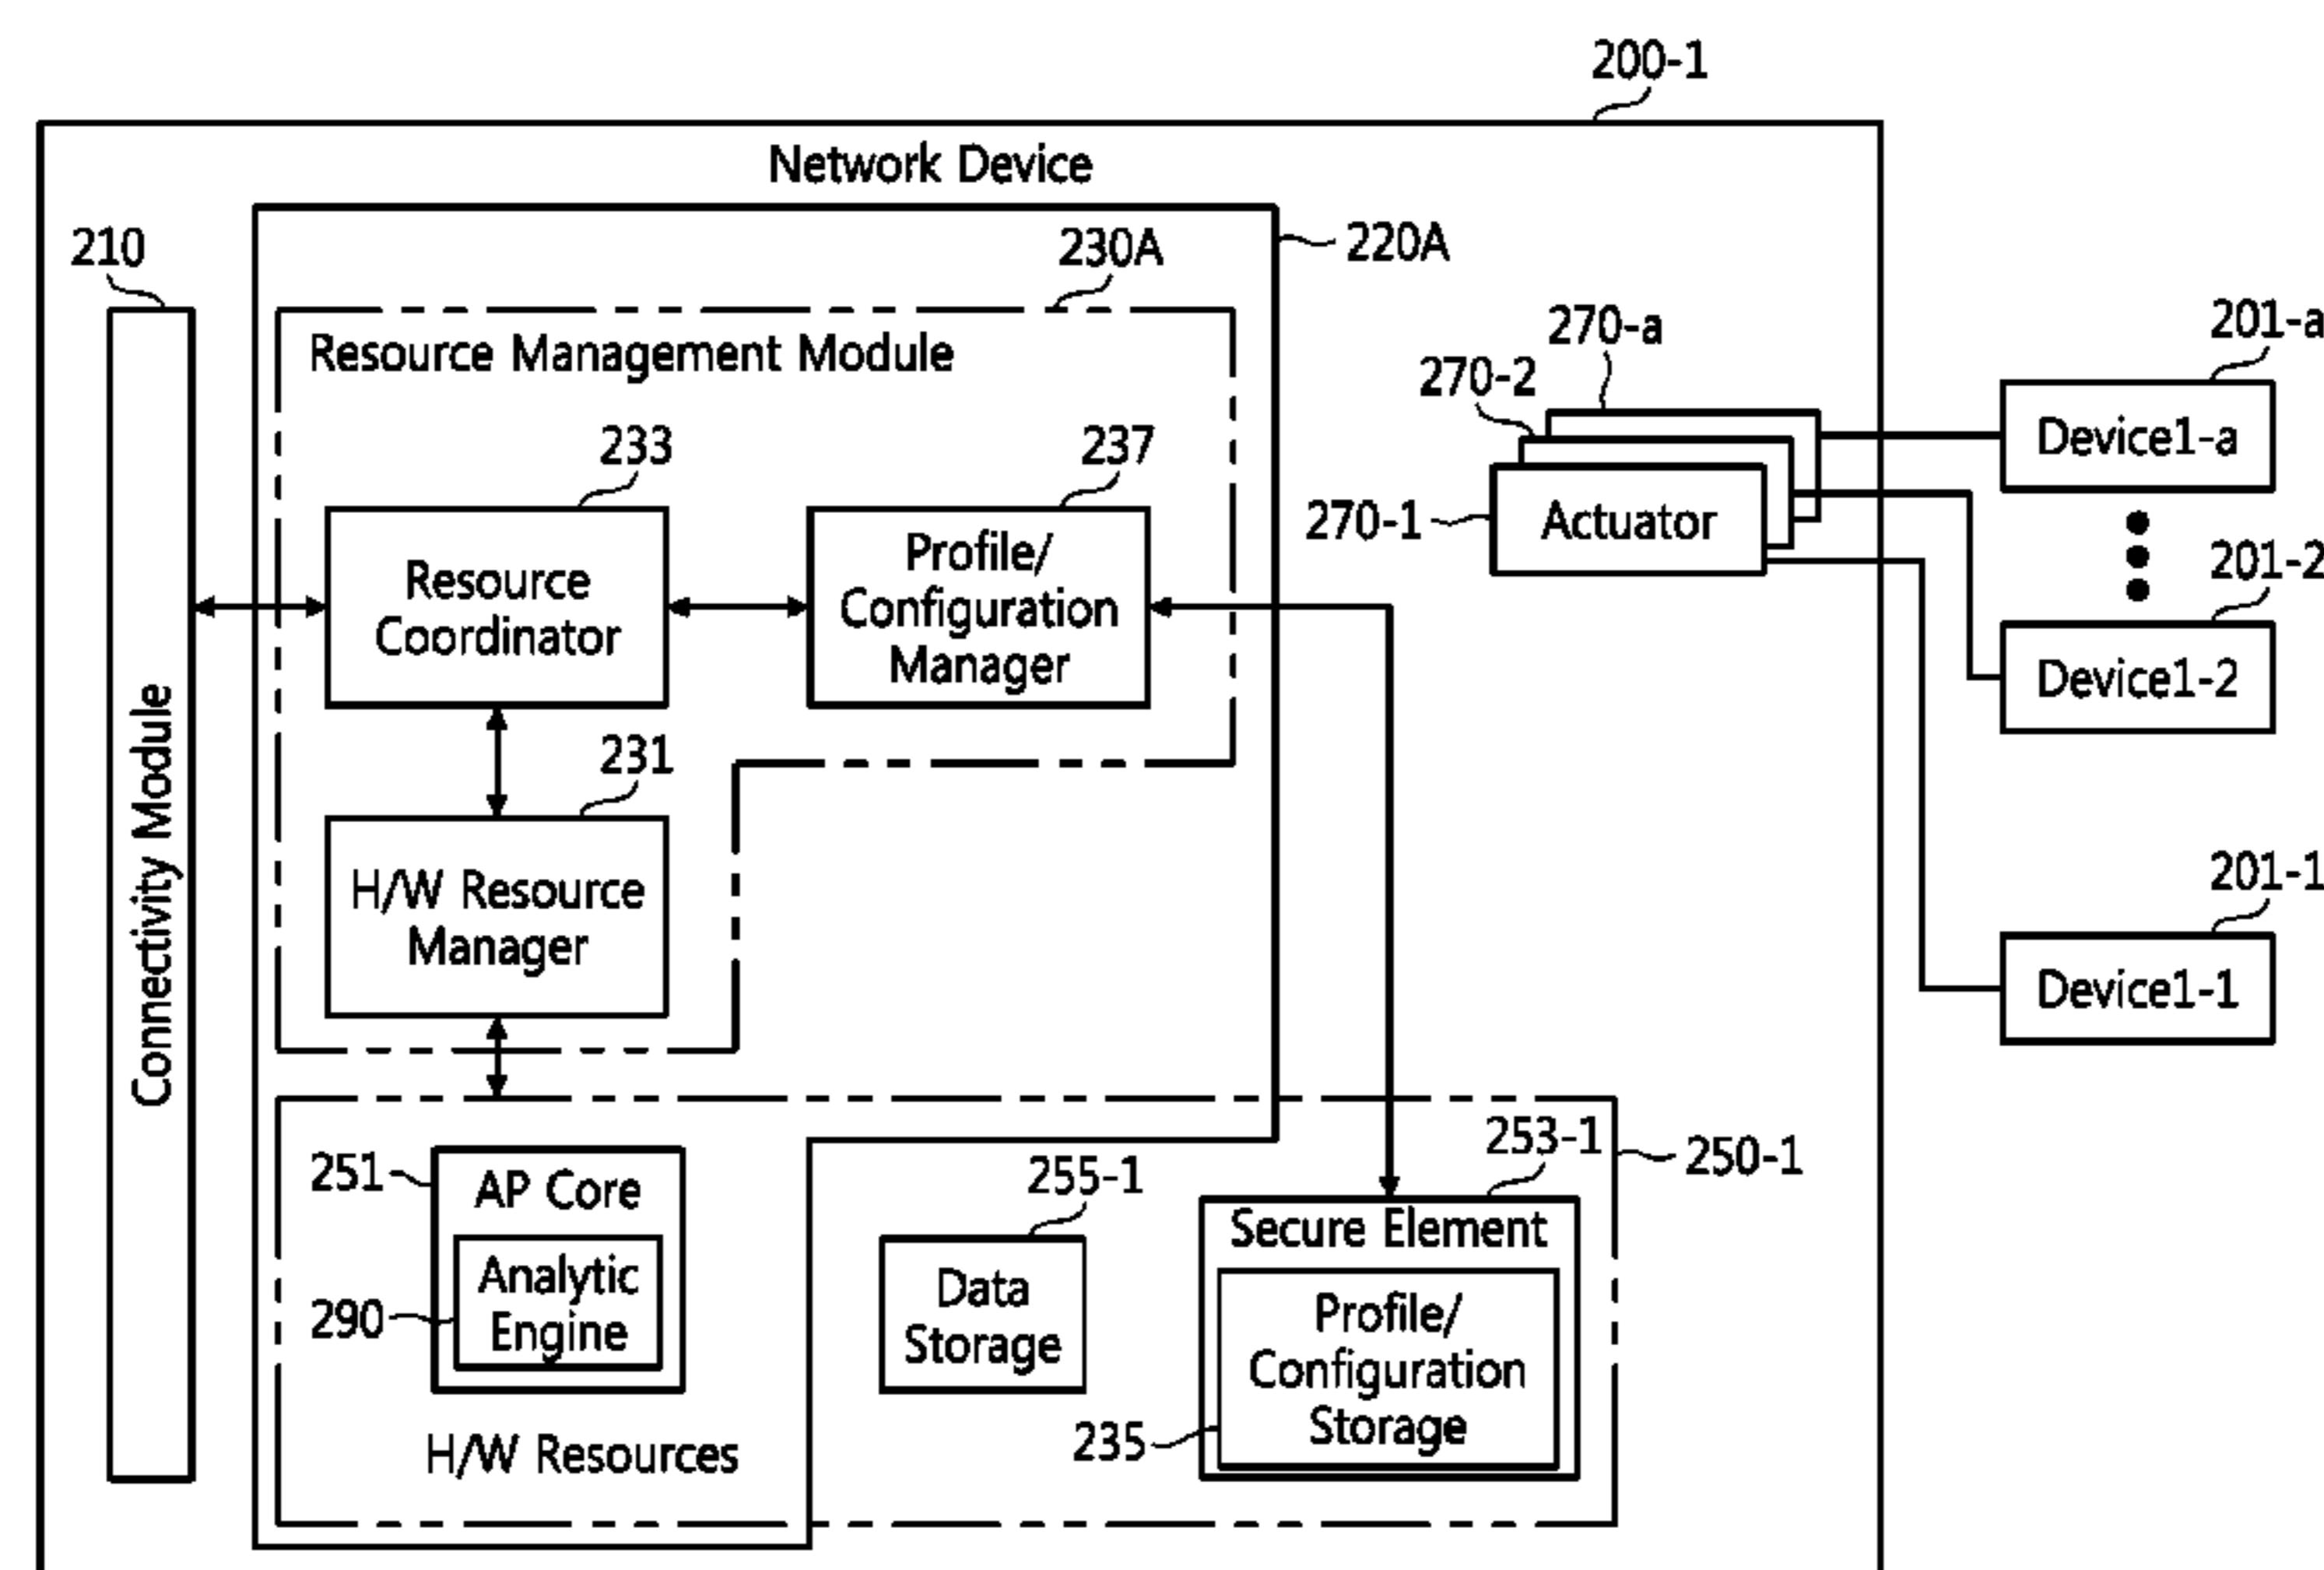 200-1
Network Device
210
230A
220A
Resource Management Module
270-a
201-a
270-2
Device1-a
233
237
270-1
Actuator
Resource
Coordinator
Profile/
Configuration
Manager
201-2
Device1-2
Connectivity Module
231
H/W Resource
Manager
201-1
Device1-1
253-1
250-1
251
AP Core
255-1
Secure Element
290
Analytic
Engine
Data
Storage
Profile/
Configuration
Storage
235
H/W Resources